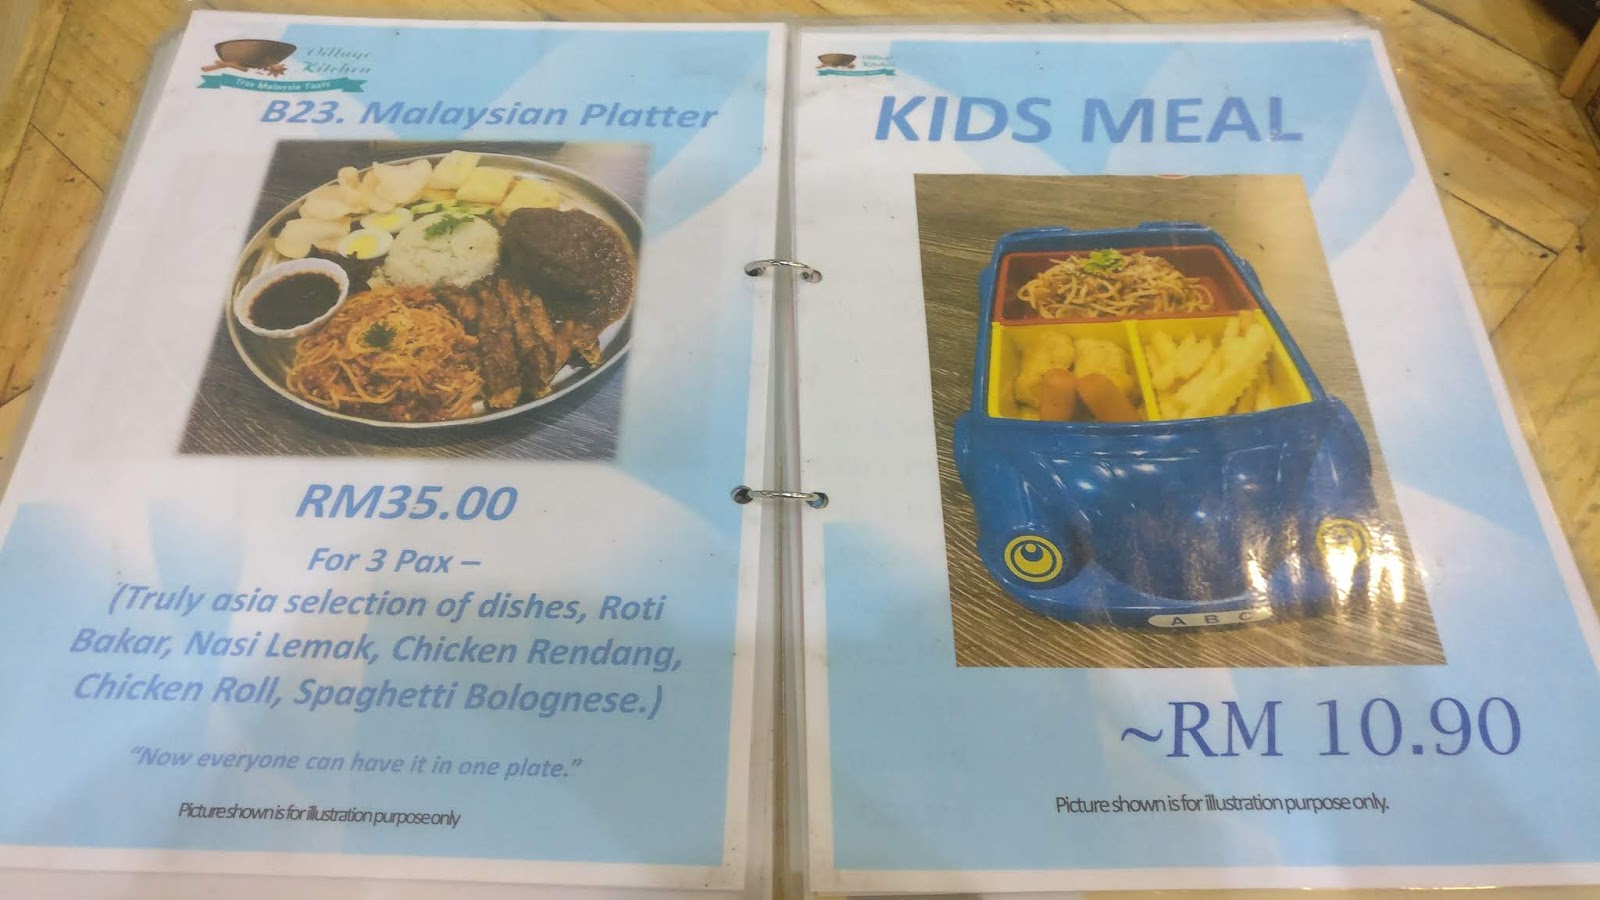 Village
Kitchen
True Malaysia Taste
B23. Malaysian Platter
RM35.00
For 3 Pax –
(Truly asia selection of dishes, Roti
Bakar, Nasi Lemak, Chicken Rendang,
Chicken Roll, Spaghetti Bolognese.)
“Now everyone can have it in one plate.”
Picture shown is for illustration purpose only
Village
Kitchen
KIDS MEAL
A B C
~RM 10.90
Picture shown is for illustration purpose only.